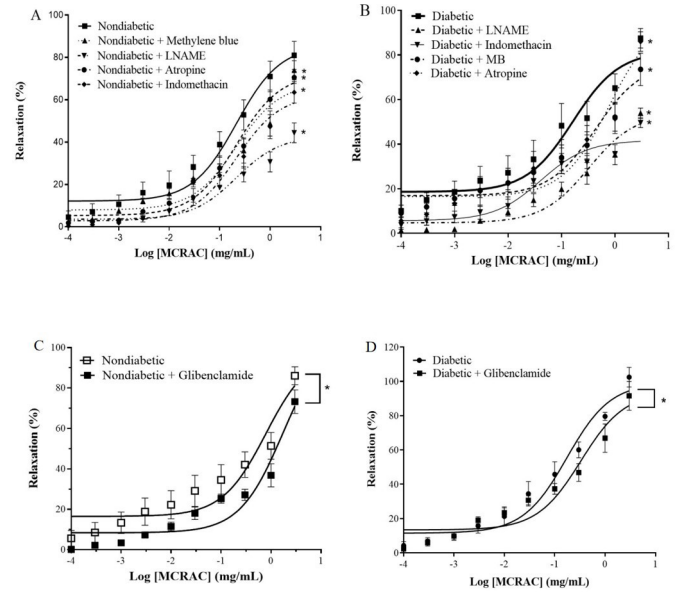 A
Nondiabetic
Nondiabetic + Methylene blue
Nondiabetic + LNAME
Nondiabetic + Atropine
Nondiabetic + Indomethacin
Relaxation (%)
100
80
60
40
20
0
* * * *
-4 -3 -2 -1 0 1
Log [MCRAC] (mg/mL)
B
Diabetic
Diabetic + LNAME
Diabetic + Indomethacin
Diabetic + MB
Diabetic + Atropine
Relaxation (%)
100
80
60
40
20
0
* * * *
-4 -3 -2 -1 0 1
Log [MCRAC] (mg/mL)
C
Nondiabetic
Nondiabetic + Glibenclamide
Relaxation (%)
100
80
60
40
20
0
*
-4 -3 -2 -1 0 1
Log [MCRAC] (mg/mL)
D
Diabetic
Diabetic + Glibenclamide
Relaxation (%)
120
100
80
60
40
20
0
*
-4 -3 -2 -1 0 1
Log [MCRAC] (mg/mL)